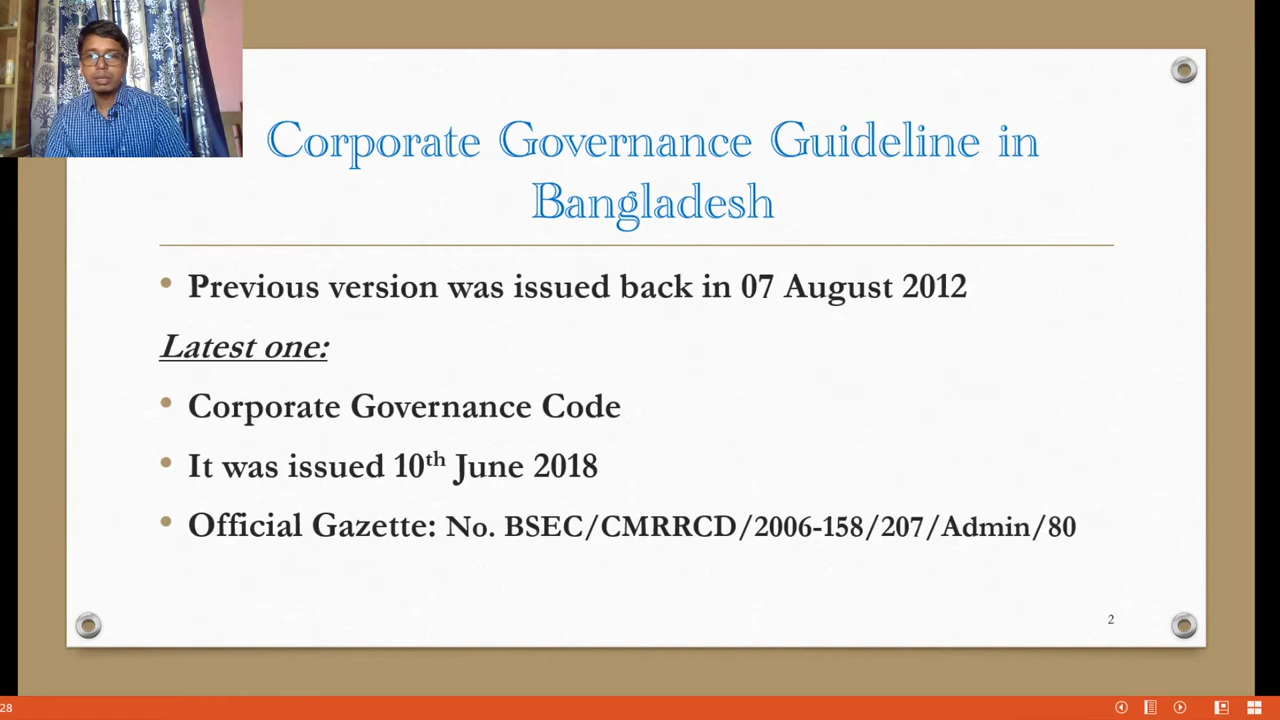 Corporate Governance Guideline in
Bangladesh
• Previous version was issued back in 07 August 2012
Latest one:
• Corporate Governance Code
• It was issued 10th June 2018
• Official Gazette: No. BSEC/CMRRCD/2006-158/207/Admin/80
2
28